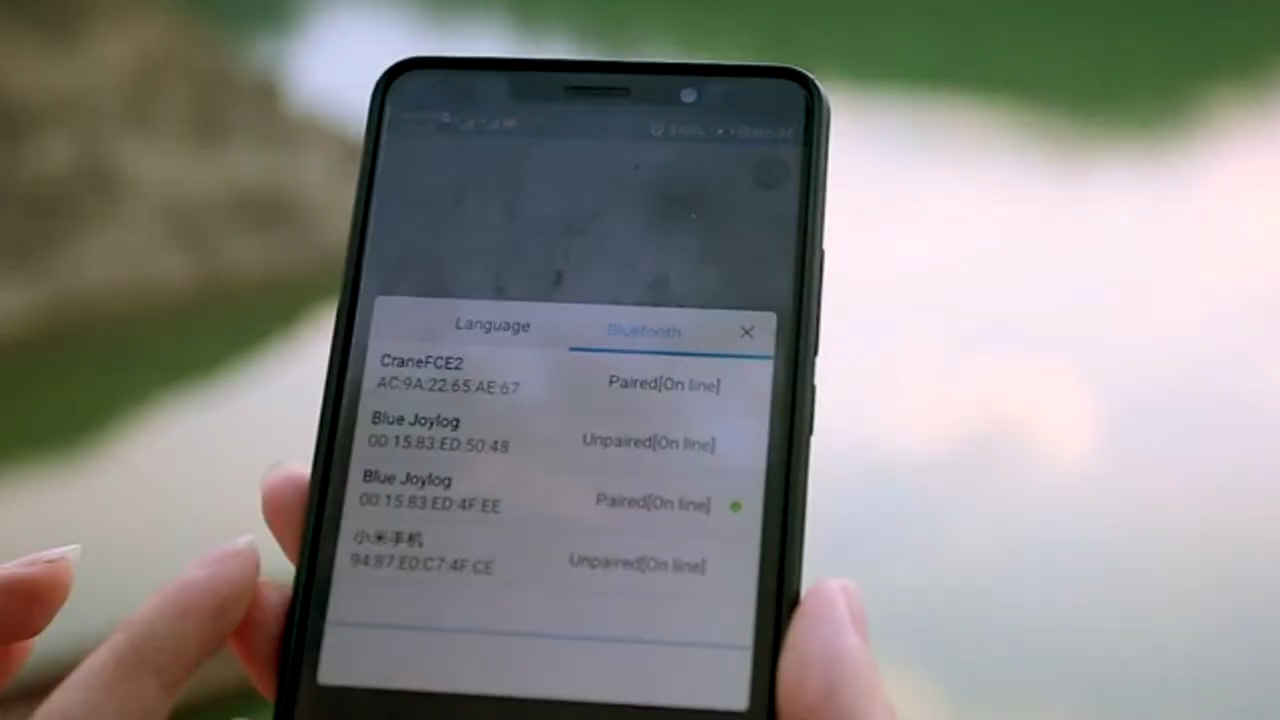 Language Bluetooth
CraneFCE2
AC:9A:22:65:AE:67 Paired[On line]
Blue Joylog
00:15:83:ED:50:48 Unpaired[On line]
Blue Joylog
00:15:83:ED:4F:EE Paired[On line]
小米手机
94:87:E0:C7:4F:CE Unpaired[On line]